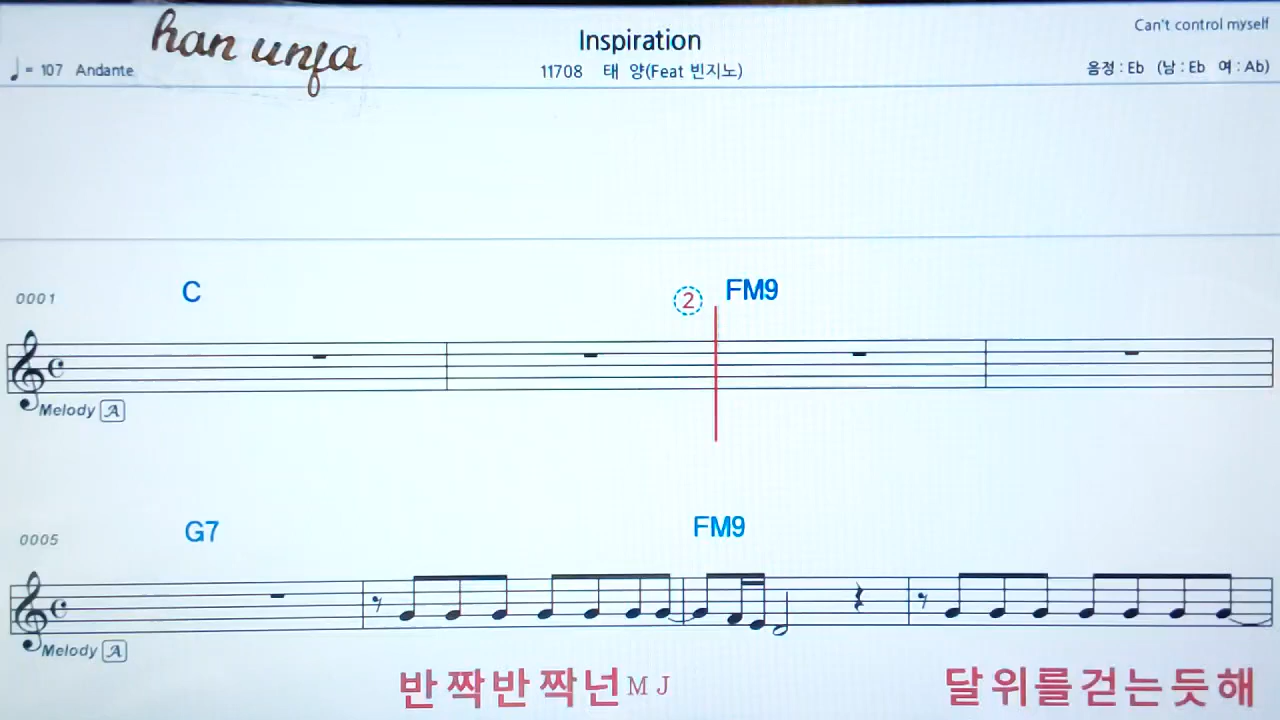 han unfa
Inspiration
Can't control myself
♩= 107 Andante
11708 태 양(Feat 빈지노)
음정 : Eb (남 : Eb 여 : Ab)
0001
C
②
FM9
Melody A
0005
G7
FM9
Melody A
반 짝 반 짝 넌 M J
달 위 를 걷 는 듯 해